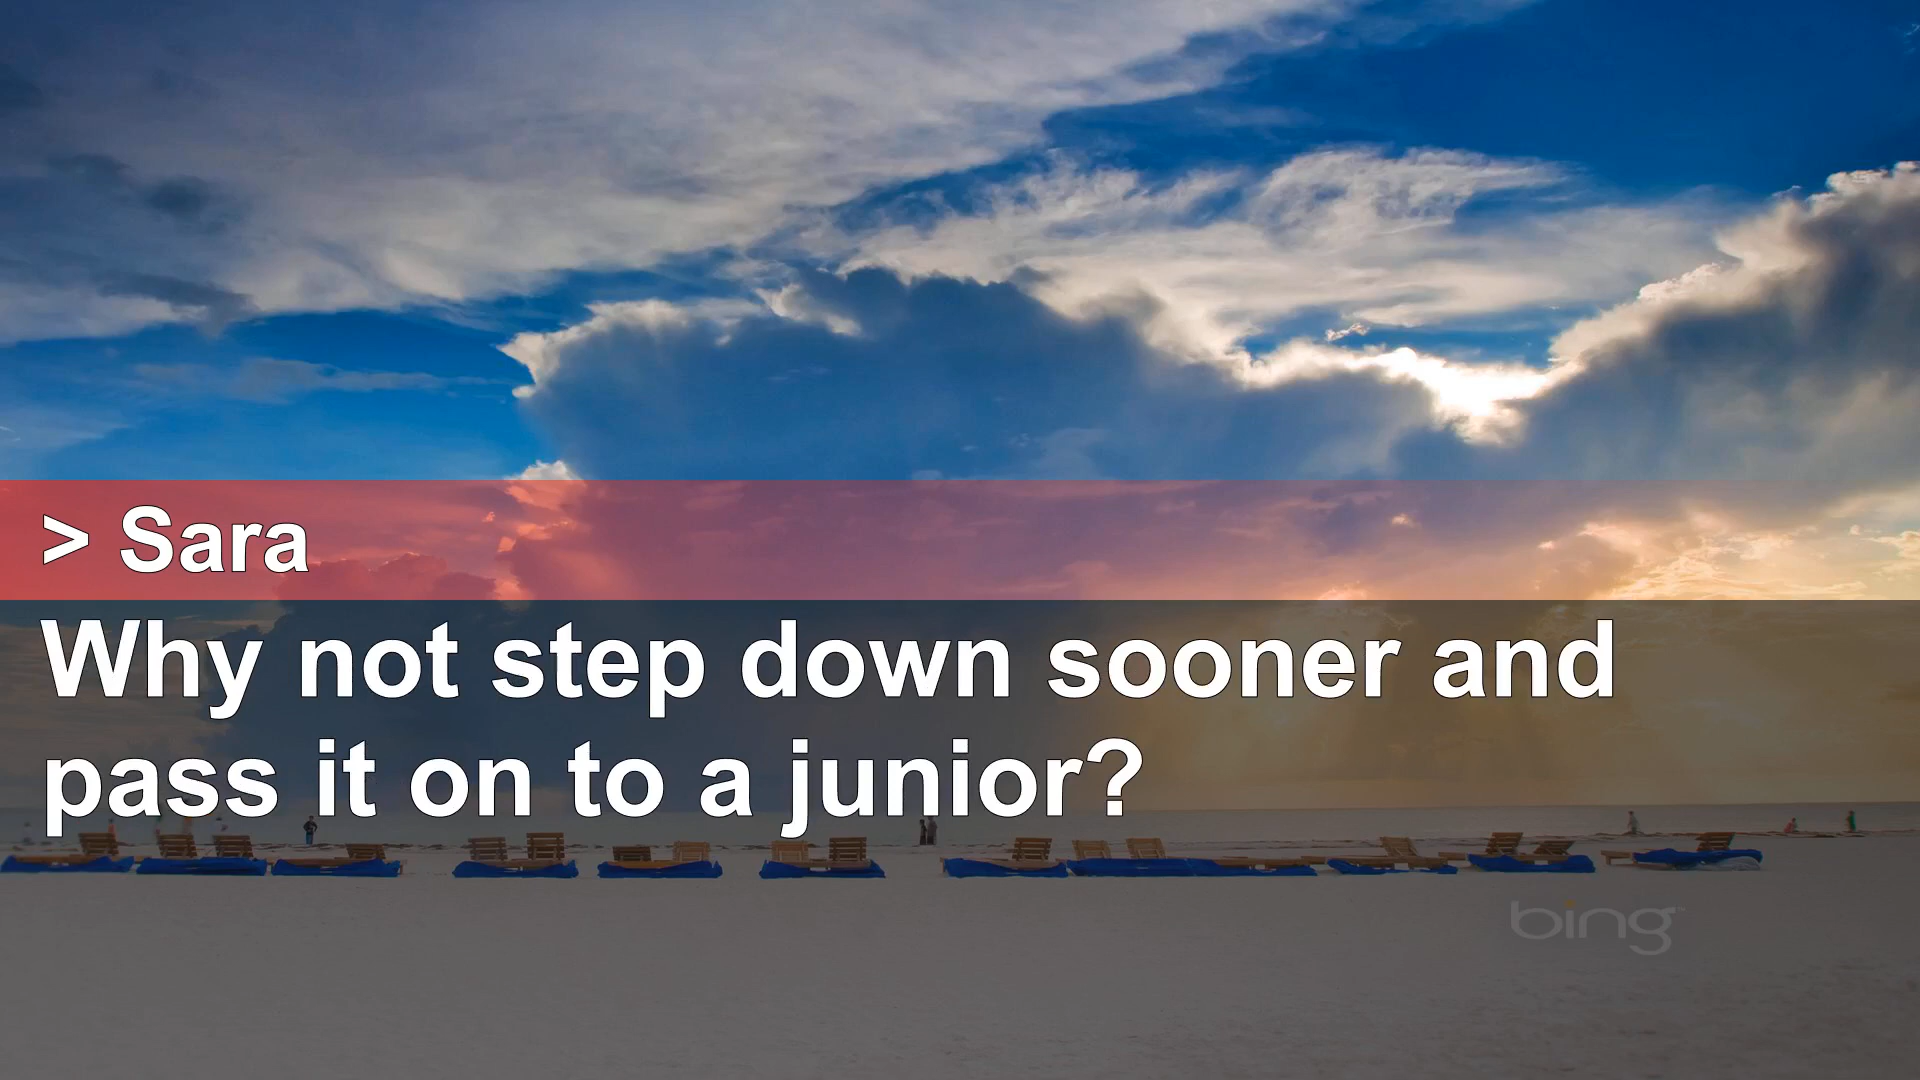 > Sara
Why not step down sooner and
pass it on to a junior?
bing